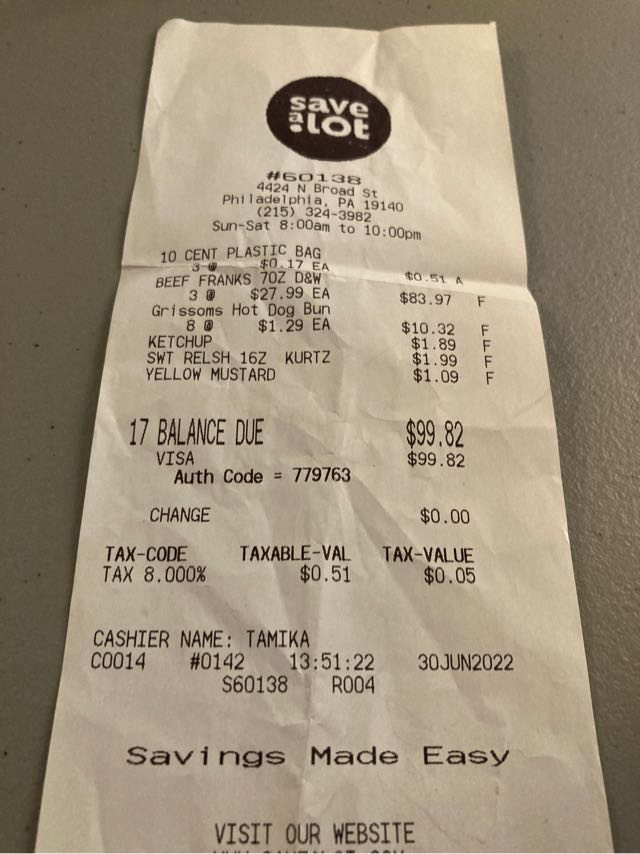 save
a lot
#60138
4424 N Broad St
Philadelphia, PA 19140
(215) 324-3982
Sun-Sat 8:00am to 10:00pm
10 CENT PLASTIC BAG
3 @ $0.17 EA $0.51 A
BEEF FRANKS 7OZ D&W
3 @ $27.99 EA $83.97 F
Grissoms Hot Dog Bun
8 @ $1.29 EA $10.32 F
KETCHUP $1.89 F
SWT RELSH 16Z KURTZ $1.99 F
YELLOW MUSTARD $1.09 F
17 BALANCE DUE $99.82
VISA $99.82
Auth Code = 779763
CHANGE $0.00
TAX-CODE TAXABLE-VAL TAX-VALUE
TAX 8.000% $0.51 $0.05
CASHIER NAME: TAMIKA
C0014 #0142 13:51:22 30JUN2022
S60138 R004
Savings Made Easy
VISIT OUR WEBSITE